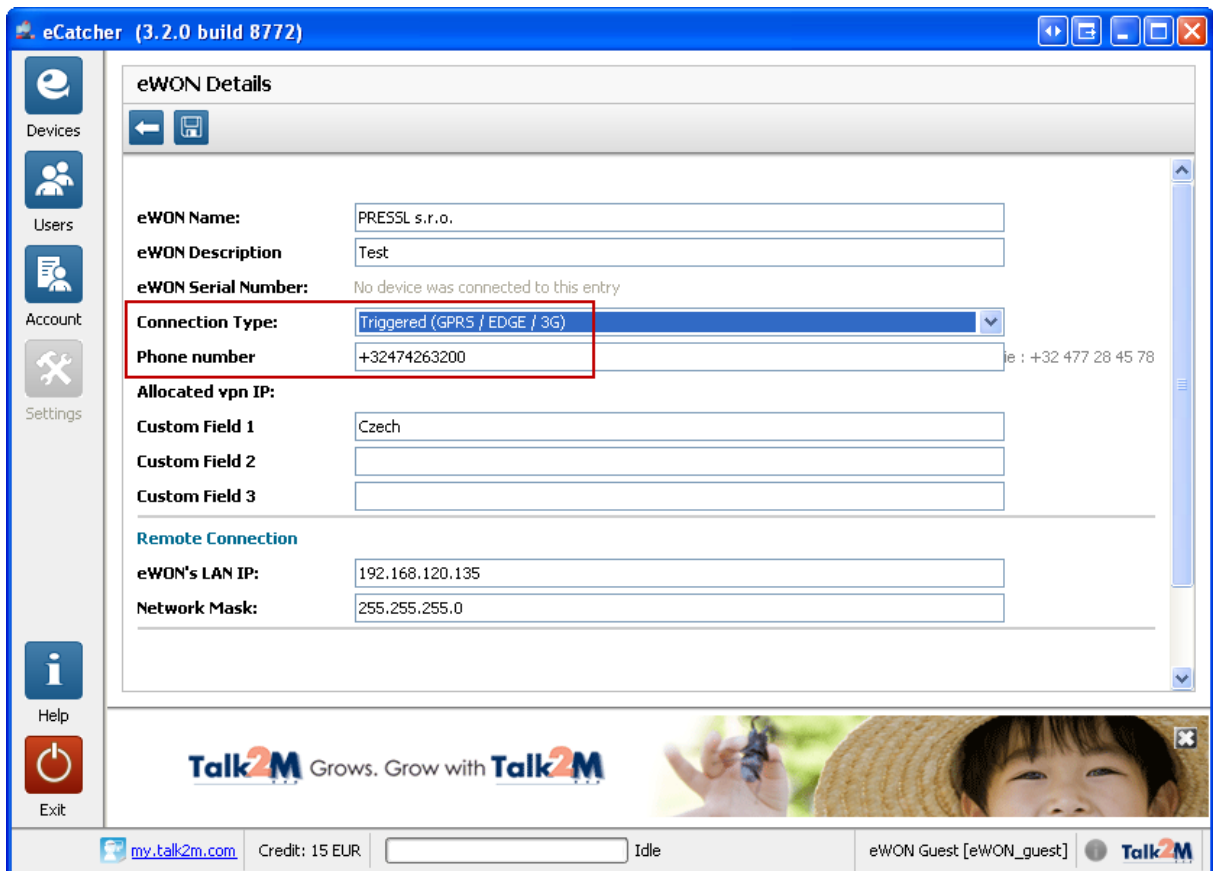 eCatcher (3.2.0 build 8772)
eWON Details
Devices
Users
Account
Settings
eWON Name: PRESSL s.r.o.
eWON Description Test
eWON Serial Number: No device was connected to this entry
Connection Type: Triggered (GPRS / EDGE / 3G)
Phone number +32474263200 ie : +32 477 28 45 78
Allocated vpn IP:
Custom Field 1 Czech
Custom Field 2
Custom Field 3
Remote Connection
eWON's LAN IP: 192.168.120.135
Network Mask: 255.255.255.0
Help
Exit
Talk2M Grows. Grow with Talk2M
my.talk2m.com Credit: 15 EUR Idle eWON Guest [eWON_guest] Talk2M